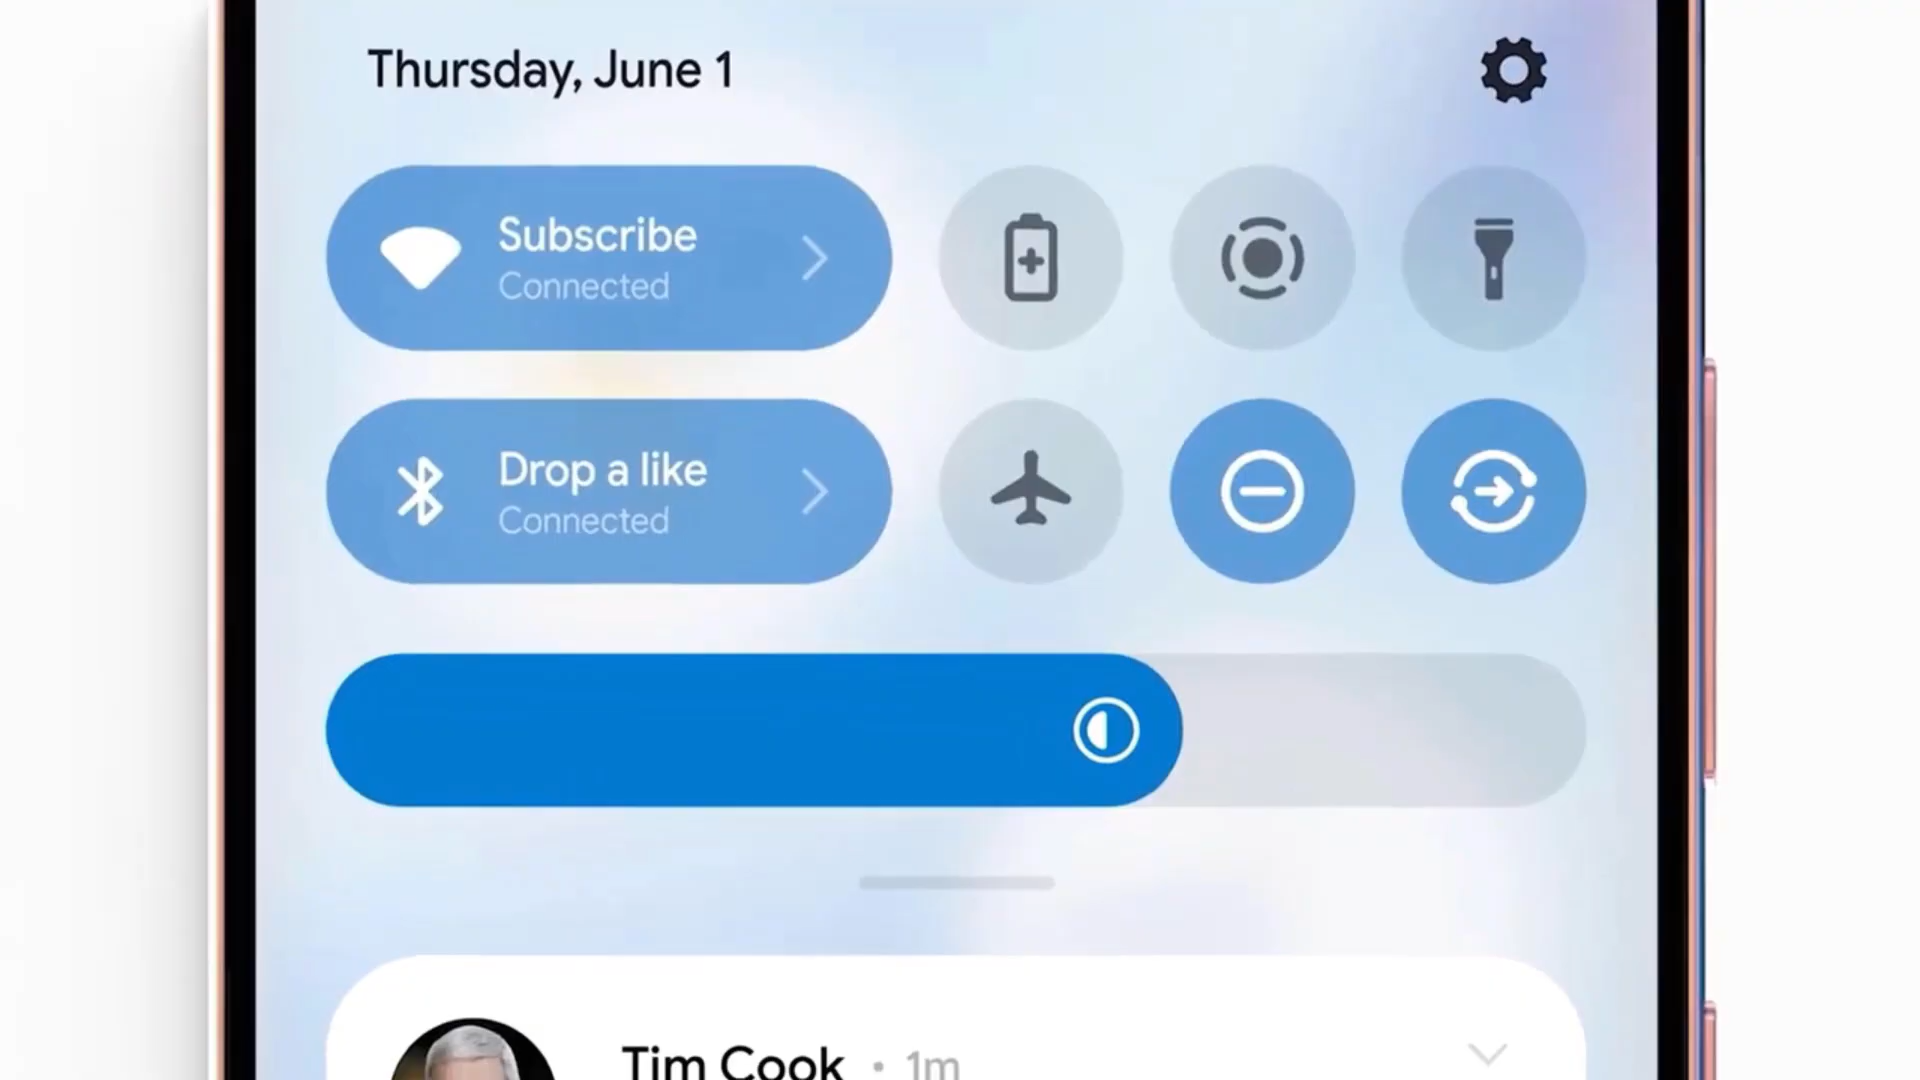 Thursday, June 1
Subscribe
Connected
Drop a like
Connected
Tim Cook • 1m